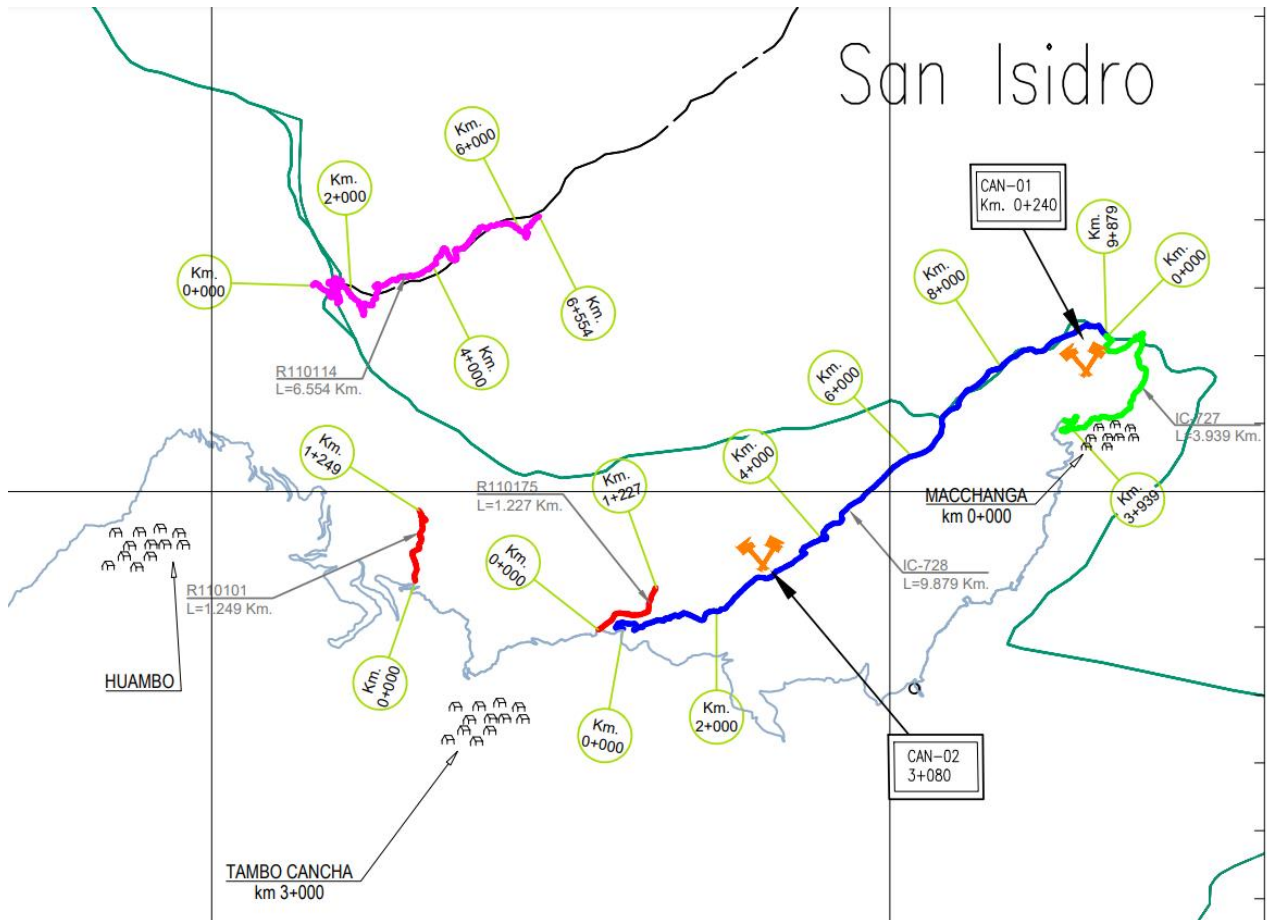 San Isidro
Km.
6+000
CAN-01
Km. 0+240
Km.
2+000
Km.
9+879
Km.
0+000
Km.
0+000
Km.
8+000
Km.
6+554
Km.
4+000
R110114
L=6.554 Km.
Km.
6+000
IC-727
L=3.939 Km.
Km.
1+249
Km.
4+000
Km.
1+227
R110175
L=1.227 Km.
MACCHANGA
km 0+000
Km.
3+939
Km.
0+000
IC-728
L=9.879 Km.
R110101
L=1.249 Km.
HUAMBO
Km.
0+000
Km.
0+000
Km.
2+000
CAN-02
3+080
TAMBO CANCHA
km 3+000